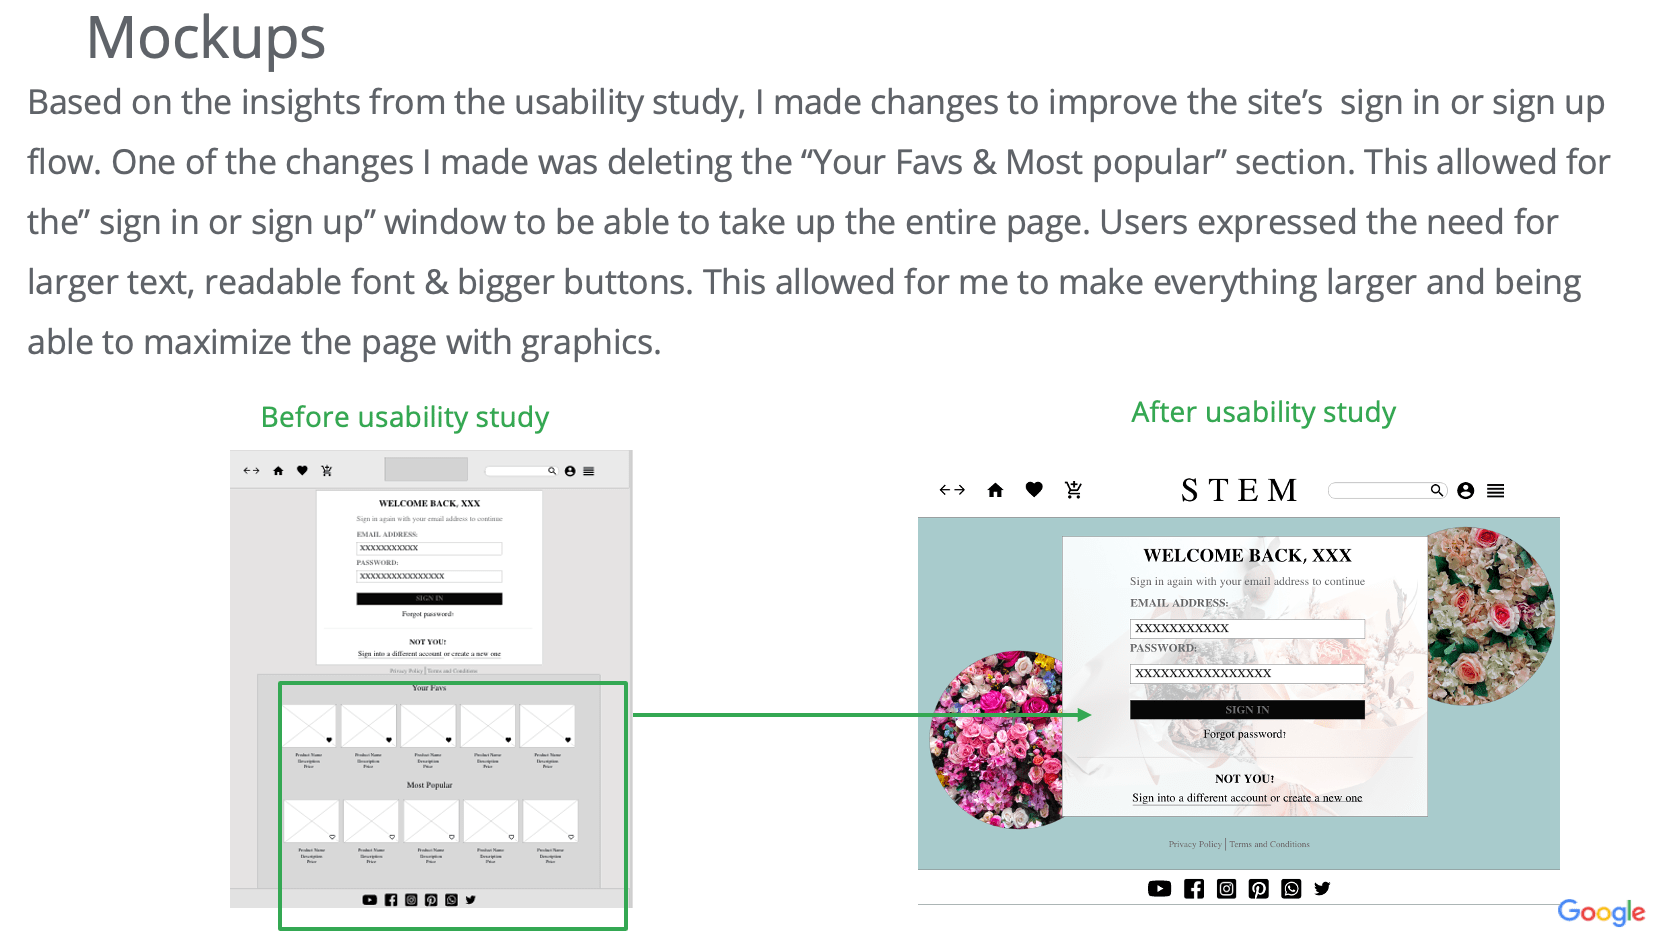 Mockups
Based on the insights from the usability study, I made changes to improve the site’s  sign in or sign up
flow. One of the changes I made was deleting the “Your Favs & Most popular” section. This allowed for
the” sign in or sign up” window to be able to take up the entire page. Users expressed the need for
larger text, readable font & bigger buttons. This allowed for me to make everything larger and being
able to maximize the page with graphics.
Before usability study
WELCOME BACK, XXX
Sign in again with your email address to continue
EMAIL ADDRESS:
XXXXXXXXXXX
PASSWORD:
XXXXXXXXXXXXXXXX
SIGN IN
Forgot password?
NOT YOU?
Sign into a different account or create a new one
Privacy Policy | Terms and Conditions
Your Favs
Product Name Product Name Product Name Product Name Product Name
Description Description Description Description Description
Price Price Price Price Price
Most Popular
Product Name Product Name Product Name Product Name Product Name
Description Description Description Description Description
Price Price Price Price Price
After usability study
STEM
WELCOME BACK, XXX
Sign in again with your email address to continue
EMAIL ADDRESS:
XXXXXXXXXXX
PASSWORD:
XXXXXXXXXXXXXXXX
SIGN IN
Forgot password?
NOT YOU?
Sign into a different account or create a new one
Privacy Policy | Terms and Conditions
Google